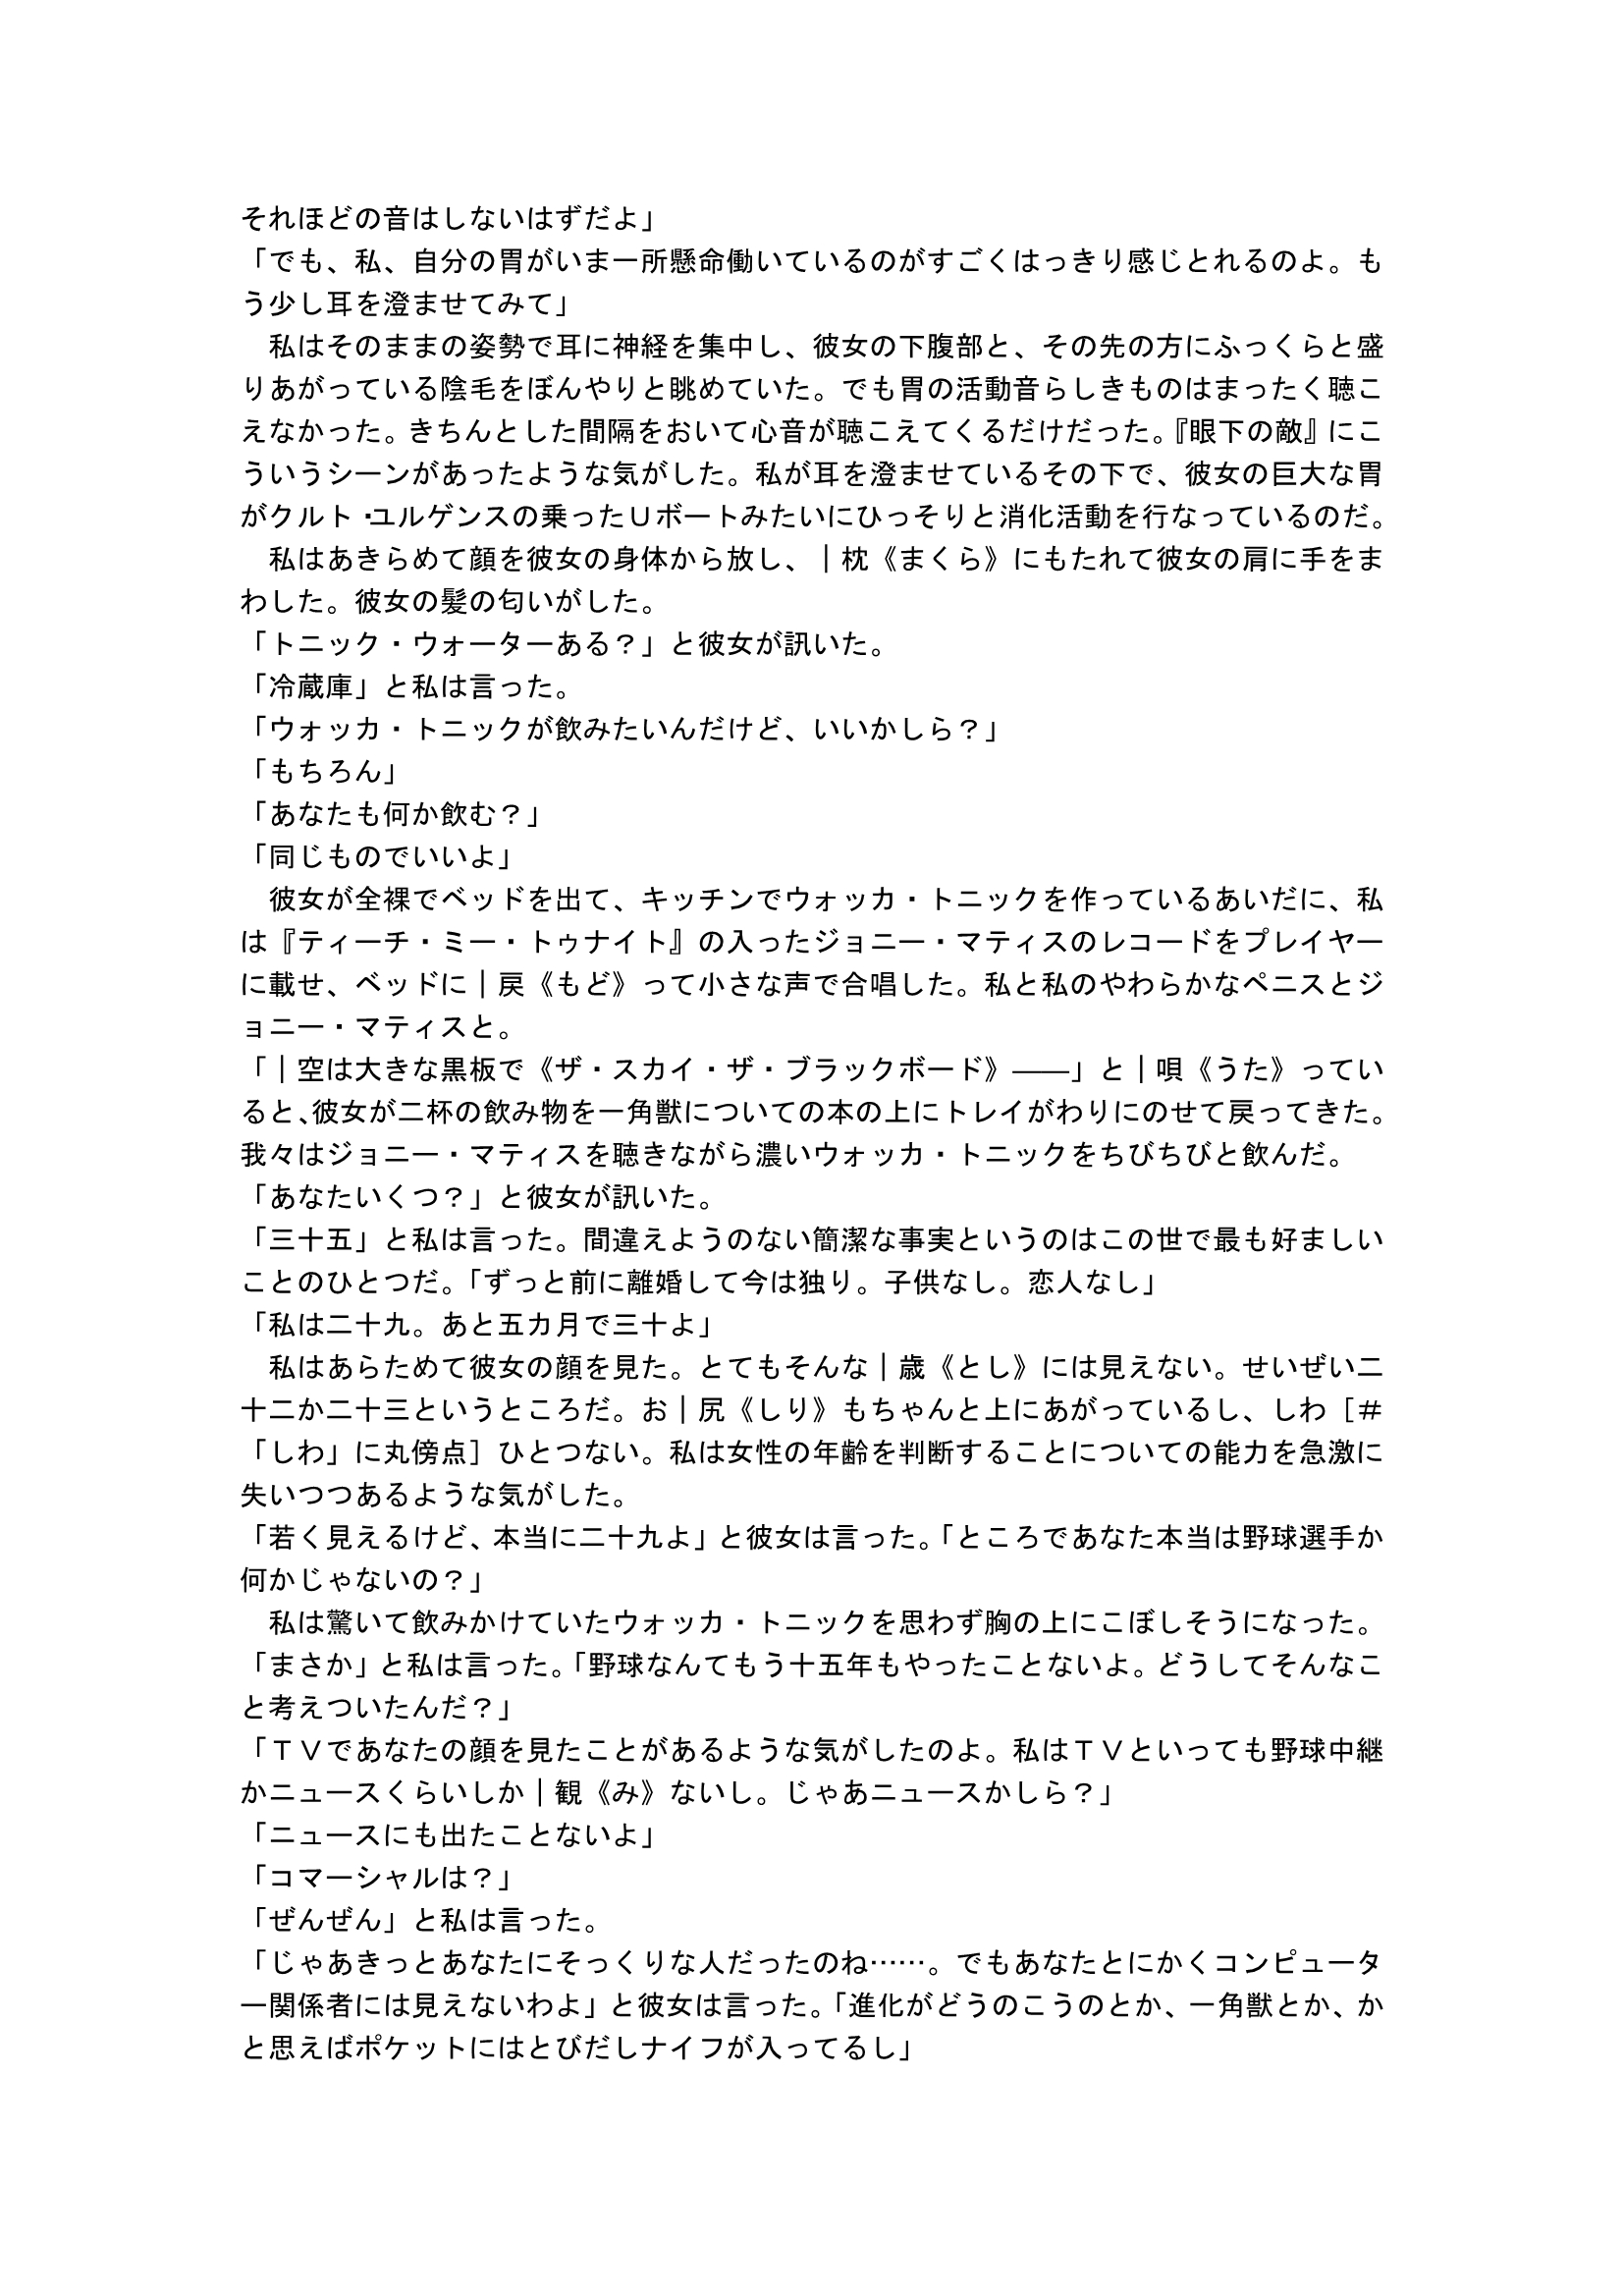 それほどの音はしないはずだよ」
「でも、私、自分の胃がいま一所懸命働いているのがすごくはっきり感じとれるのよ。も
う少し耳を澄ませてみて」
　私はそのままの姿勢で耳に神経を集中し、彼女の下腹部と、その先の方にふっくらと盛
りあがっている陰毛をぼんやりと眺めていた。でも胃の活動音らしきものはまったく聴こ
えなかった。きちんとした間隔をおいて心音が聴こえてくるだけだった。『眼下の敵』にこ
ういうシーンがあったような気がした。私が耳を澄ませているその下で、彼女の巨大な胃
がクルト・ユルゲンスの乗ったＵボートみたいにひっそりと消化活動を行なっているのだ。
　私はあきらめて顔を彼女の身体から放し、｜枕《まくら》にもたれて彼女の肩に手をま
わした。彼女の髪の匂いがした。
「トニック・ウォーターある？」と彼女が訊いた。
「冷蔵庫」と私は言った。
「ウォッカ・トニックが飲みたいんだけど、いいかしら？」
「もちろん」
「あなたも何か飲む？」
「同じものでいいよ」
　彼女が全裸でベッドを出て、キッチンでウォッカ・トニックを作っているあいだに、私
は『ティーチ・ミー・トゥナイト』の入ったジョニー・マティスのレコードをプレイヤー
に載せ、ベッドに｜戻《もど》って小さな声で合唱した。私と私のやわらかなペニスとジ
ョニー・マティスと。
「｜空は大きな黒板で《ザ・スカイ・ザ・ブラックボード》――」と｜唄《うた》ってい
ると、彼女が二杯の飲み物を一角獣についての本の上にトレイがわりにのせて戻ってきた。
我々はジョニー・マティスを聴きながら濃いウォッカ・トニックをちびちびと飲んだ。
「あなたいくつ？」と彼女が訊いた。
「三十五」と私は言った。間違えようのない簡潔な事実というのはこの世で最も好ましい
ことのひとつだ。「ずっと前に離婚して今は独り。子供なし。恋人なし」
「私は二十九。あと五カ月で三十よ」
　私はあらためて彼女の顔を見た。とてもそんな｜歳《とし》には見えない。せいぜい二
十二か二十三というところだ。お｜尻《しり》もちゃんと上にあがっているし、しわ［＃
「しわ」に丸傍点］ひとつない。私は女性の年齢を判断することについての能力を急激に
失いつつあるような気がした。
「若く見えるけど、本当に二十九よ」と彼女は言った。「ところであなた本当は野球選手か
何かじゃないの？」
　私は驚いて飲みかけていたウォッカ・トニックを思わず胸の上にこぼしそうになった。
「まさか」と私は言った。「野球なんてもう十五年もやったことないよ。どうしてそんなこ
と考えついたんだ？」
「ＴＶであなたの顔を見たことがあるような気がしたのよ。私はＴＶといっても野球中継
かニュースくらいしか｜観《み》ないし。じゃあニュースかしら？」
「ニュースにも出たことないよ」
「コマーシャルは？」
「ぜんぜん」と私は言った。
「じゃあきっとあなたにそっくりな人だったのね……。でもあなたとにかくコンピュータ
ー関係者には見えないわよ」と彼女は言った。「進化がどうのこうのとか、一角獣とか、か
と思えばポケットにはとびだしナイフが入ってるし」